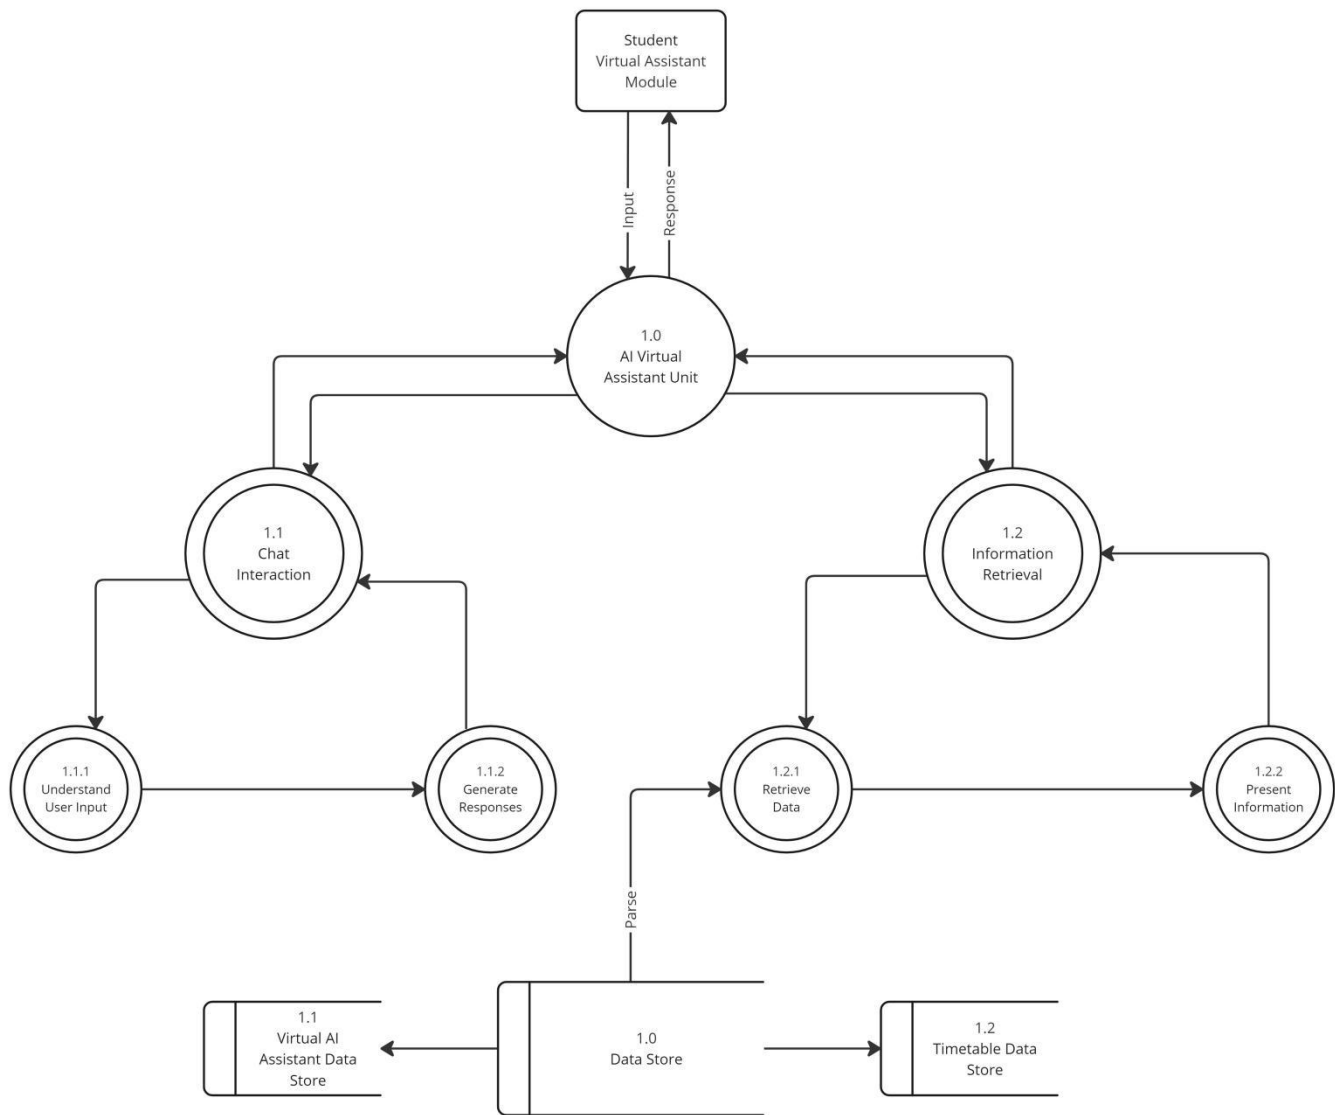 Student
Virtual Assistant
Module
Input
Response
1.0
AI Virtual
Assistant Unit
1.1
Chat
Interaction
1.2
Information
Retrieval
1.1.1
Understand
User Input
1.1.2
Generate
Responses
1.2.1
Retrieve
Data
1.2.2
Present
Information
Parse
1.1
Virtual AI
Assistant Data
Store
1.0
Data Store
1.2
Timetable Data
Store